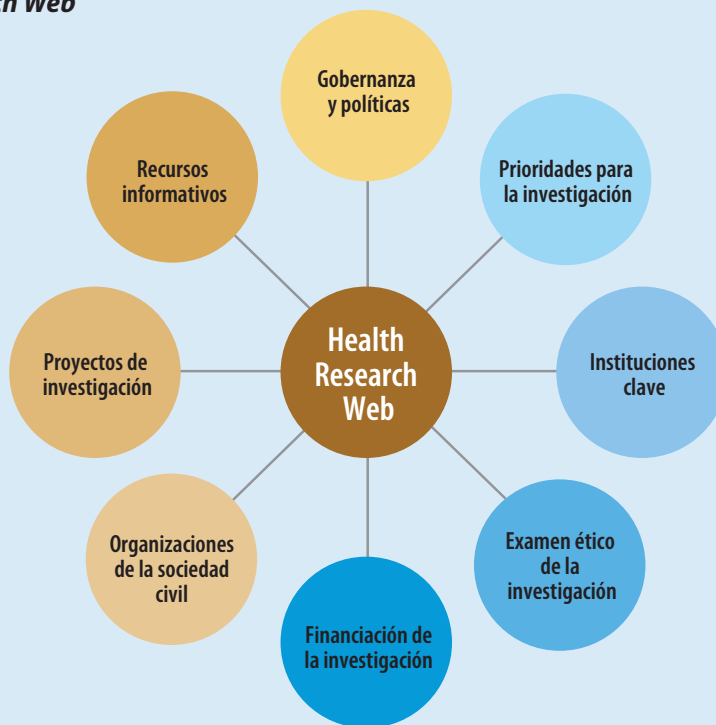 Web
Gobernanza
y políticas
Recursos
informativos
Prioridades para
la investigación
Proyectos de
investigación
Health
Research
Web
Instituciones
clave
Organizaciones
de la sociedad
civil
Examen ético
de la
investigación
Financiación de
la investigación